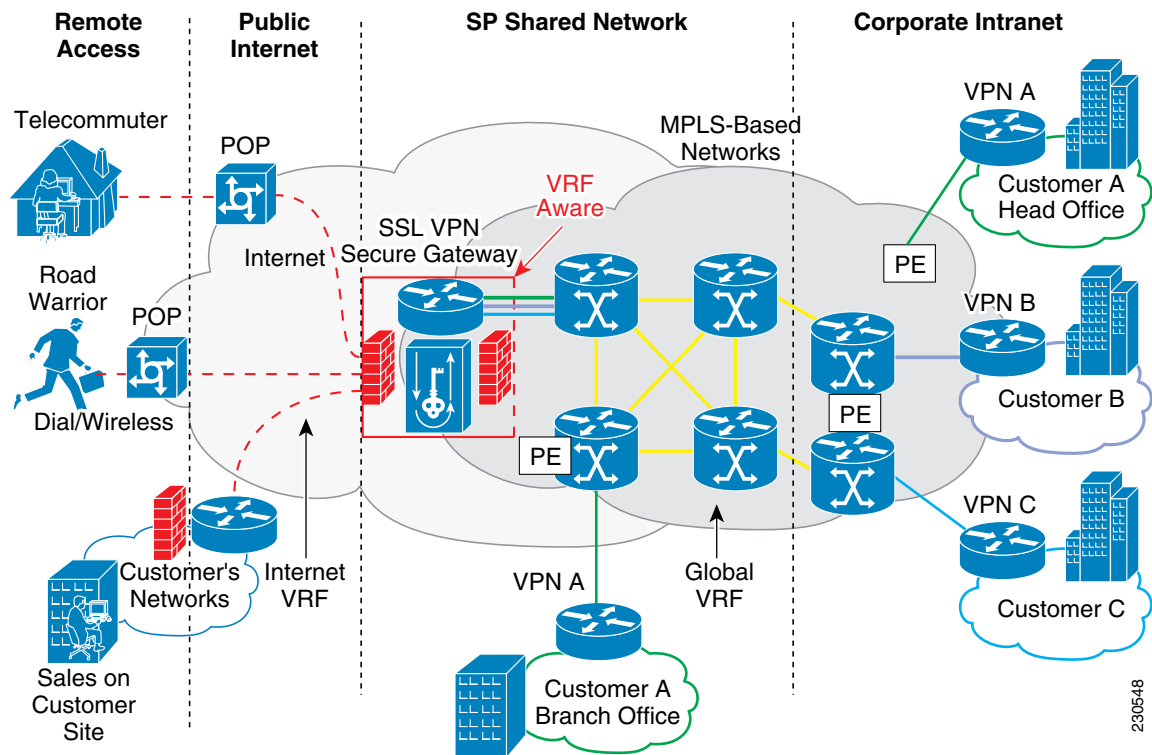 Remote
Access
Public
Internet
SP Shared Network
Corporate Intranet
Telecommuter
POP
Internet
Road
Warrior
POP
Dial/Wireless
SSL VPN
Secure Gateway
VRF
Aware
MPLS-Based
Networks
VPN A
Customer A
Head Office
PE
VPN B
Customer B
PE
PE
VPN C
Customer C
Customer's
Networks
Internet
VRF
Sales on
Customer
Site
VPN A
Customer A
Branch Office
Global
VRF
230548